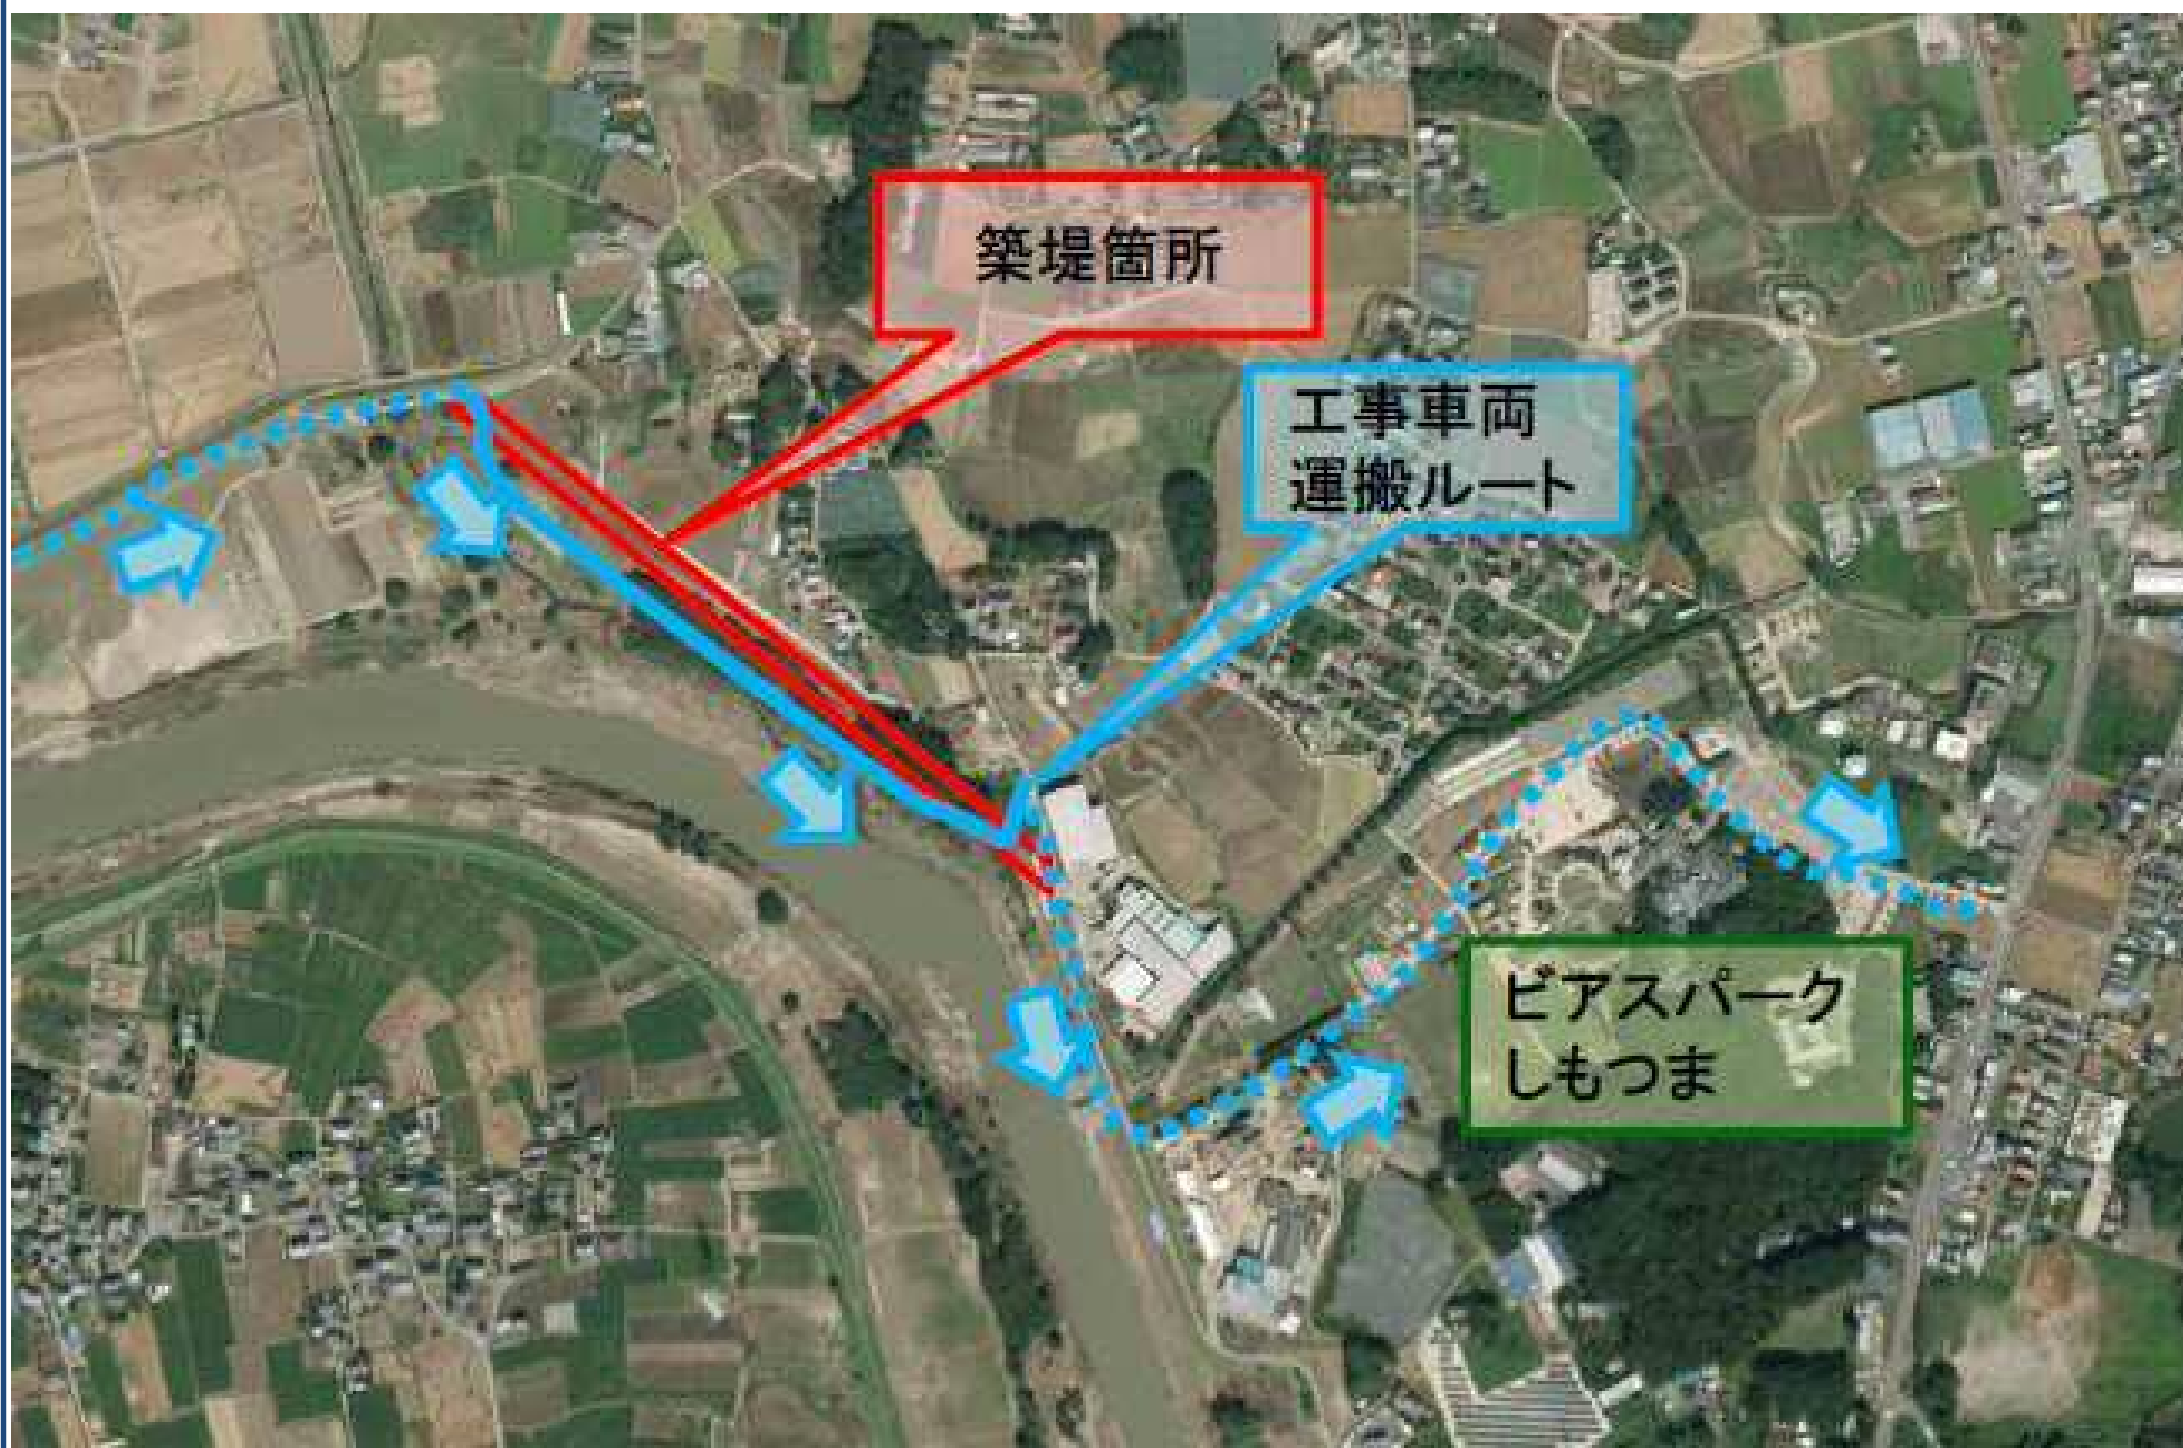 築堤箇所
工事車両
運搬ルート
ビアスパーク
しもつま